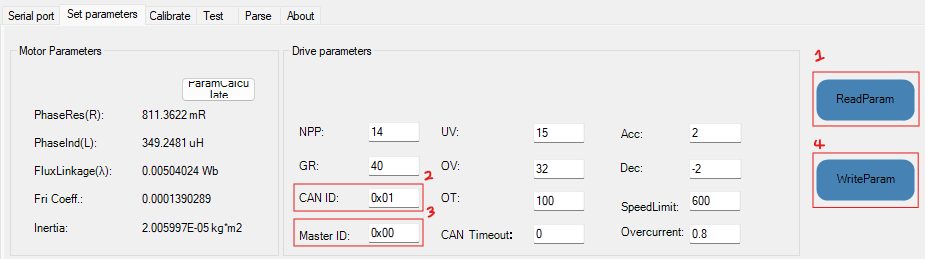 Serial port Set parameters Calibrate Test Parse About
Motor Parameters
ParamCalcu
late
PhaseRes(R): 811.3622 mR
PhaseInd(L): 349.2481 uH
FluxLinkage(λ): 0.00504024 Wb
Fri Coeff.: 0.0001390289
Inertia: 2.005997E-05 kg*m2
Drive parameters
NPP: 14 UV: 15 Acc: 2
GR: 40 OV: 32 Dec: -2
2
CAN ID: 0x01 OT: 100 SpeedLimit: 600
3
Master ID: 0x00 CAN Timeout: 0 Overcurrent: 0.8
1
ReadParam
4
WriteParam